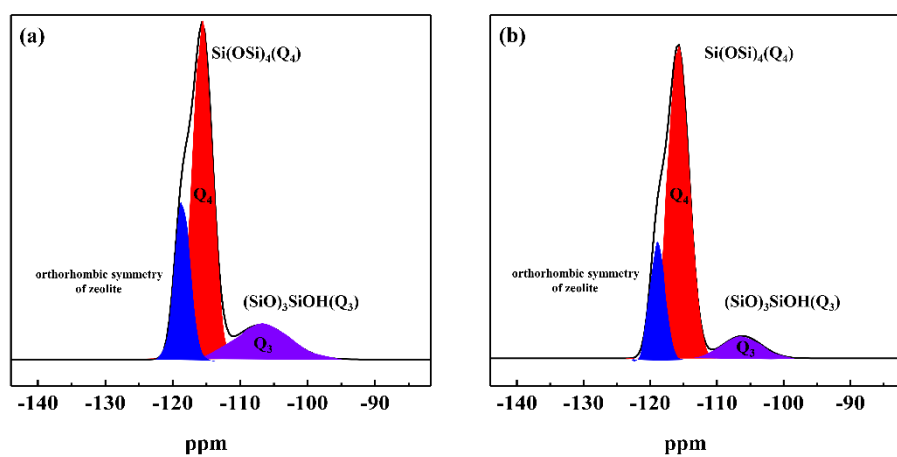 (a)
Si(OSi)4(Q4)
Q4
orthorhombic symmetry
of zeolite
(SiO)3SiOH(Q3)
Q3
-140 -130 -120 -110 -100 -90
ppm
(b)
Si(OSi)4(Q4)
Q4
orthorhombic symmetry
of zeolite
(SiO)3SiOH(Q3)
Q3
-140 -130 -120 -110 -100 -90
ppm